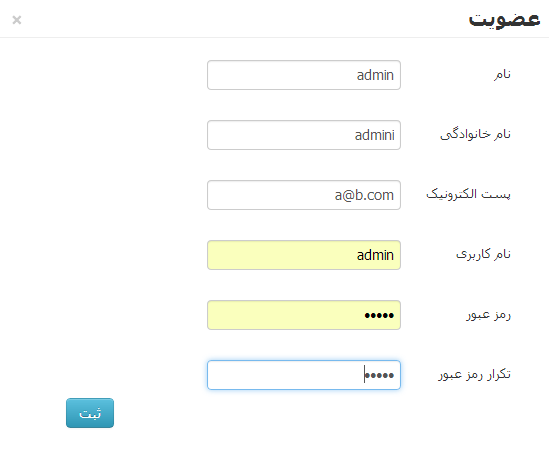 عضویت ×
نام admin
نام خانوادگی admini
پست الکترونیک a@b.com
نام کاربری admin
رمز عبور •••••
تکرار رمز عبور •••••
ثبت